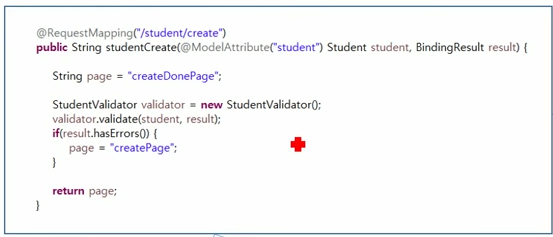 @RequestMapping("/student/create")
public String studentCreate(@ModelAttribute("student") Student student, BindingResult result) {
String page = "createDonePage";
StudentValidator validator = new StudentValidator();
validator.validate(student, result);
if(result.hasErrors()) {
page = "createPage";
}
return page;
}